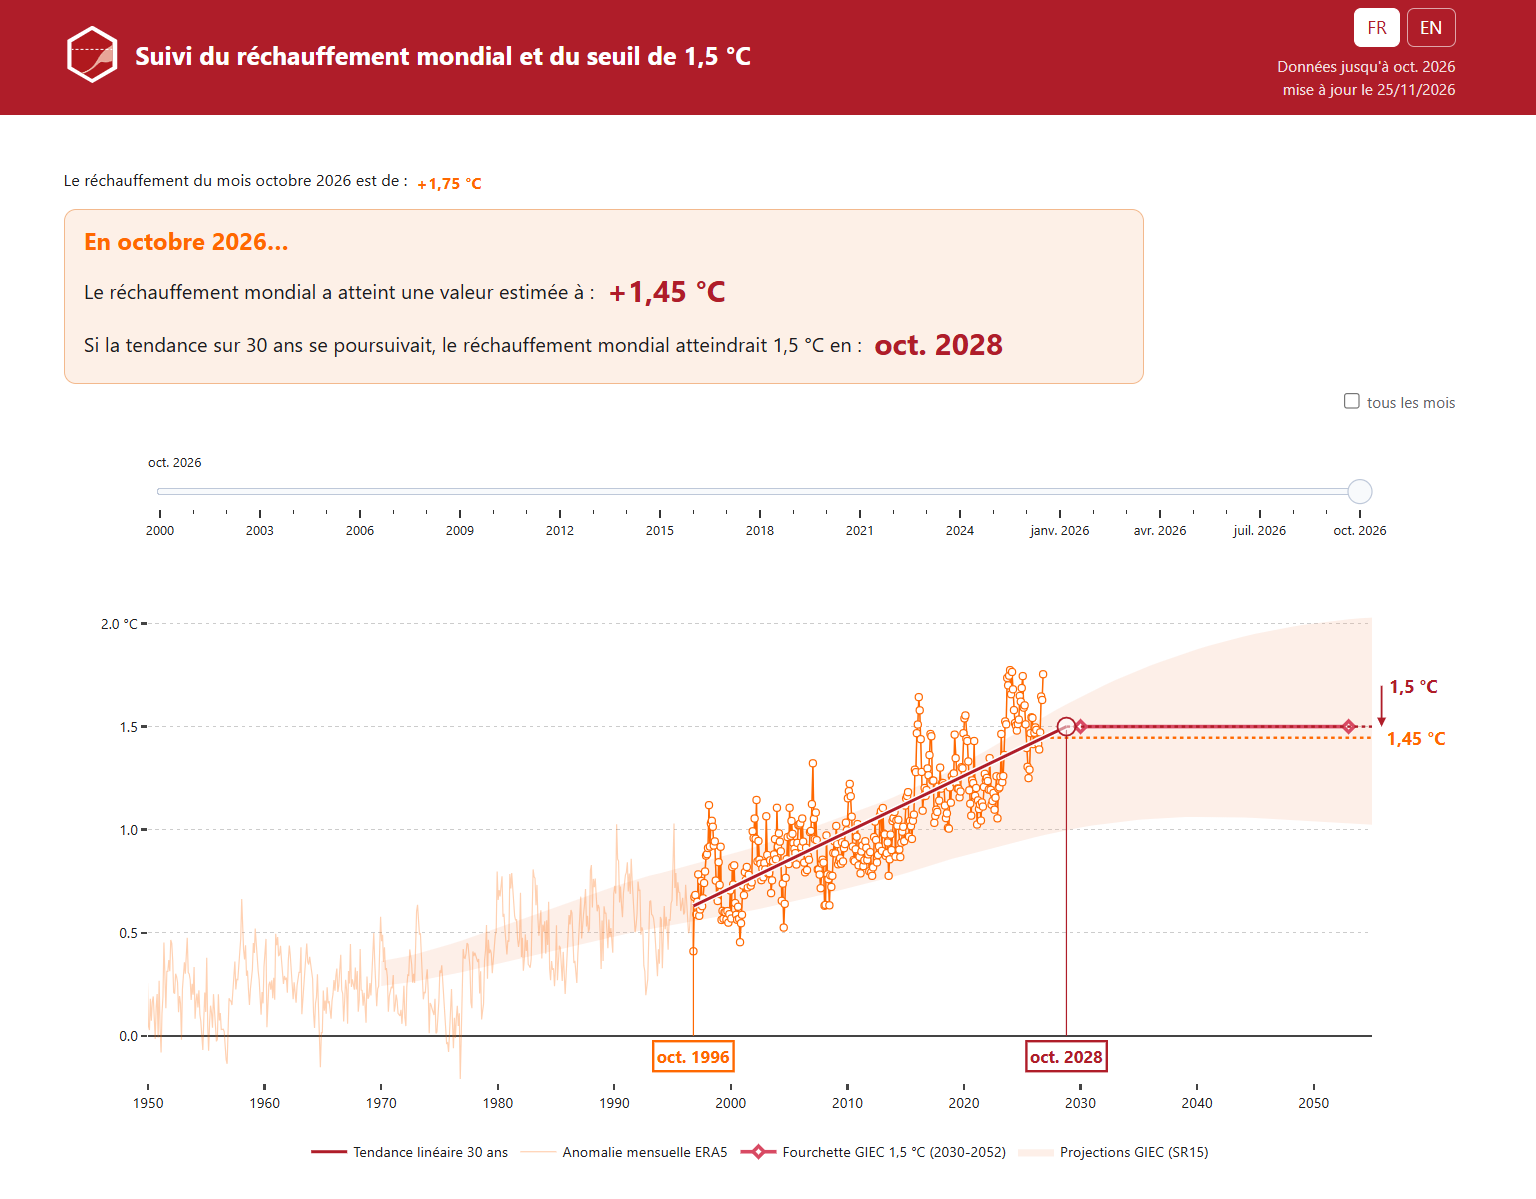 Suivi du réchauffement mondial et du seuil de 1,5 °C
FR EN
Données jusqu'à oct. 2026
mise à jour le 25/11/2026
Le réchauffement du mois octobre 2026 est de : +1,75 °C
En octobre 2026…
Le réchauffement mondial a atteint une valeur estimée à : +1,45 °C
Si la tendance sur 30 ans se poursuivait, le réchauffement mondial atteindrait 1,5 °C en : oct. 2028
tous les mois
oct. 2026
2000 2003 2006 2009 2012 2015 2018 2021 2024 janv. 2026 avr. 2026 juil. 2026 oct. 2026
2.0 °C
1,5 °C
1.5
1,45 °C
1.0
0.5
0.0
oct. 1996 oct. 2028
1950 1960 1970 1980 1990 2000 2010 2020 2030 2040 2050
Tendance linéaire 30 ans Anomalie mensuelle ERA5 Fourchette GIEC 1,5 °C (2030-2052) Projections GIEC (SR15)